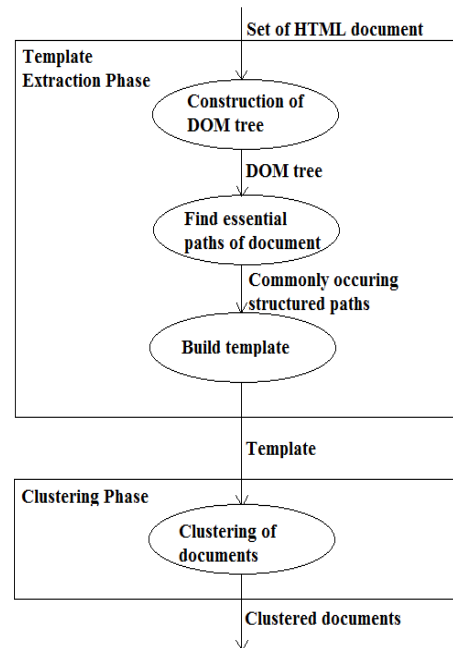 Set of HTML document
Template
Extraction Phase
Construction of
DOM tree
DOM tree
Find essential
paths of document
Commonly occuring
structured paths
Build template
Template
Clustering Phase
Clustering of
documents
Clustered documents